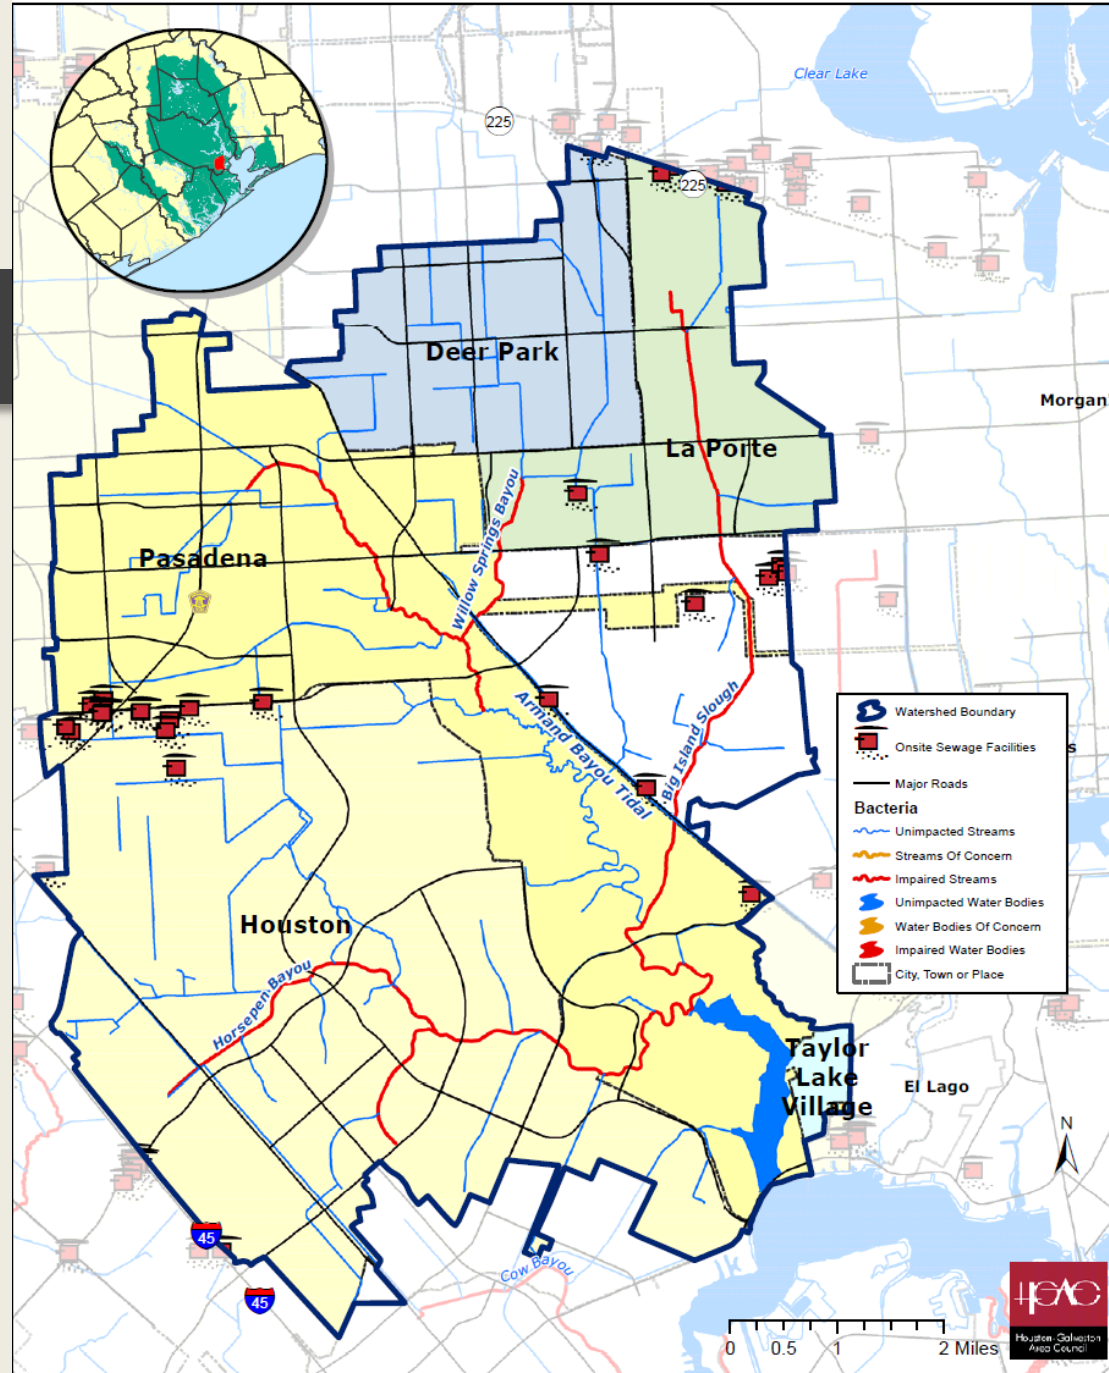 Clear Lake
225
225
Deer Park
Morgan'
La Porte
Willow Springs Bayou
Pasadena
Armand Bayou Tidal
Big Island Slough
Watershed Boundary
Onsite Sewage Facilities
s
Major Roads
Bacteria
Unimpacted Streams
Streams Of Concern
Impaired Streams
Unimpacted Water Bodies
Water Bodies Of Concern
Impaired Water Bodies
City, Town or Place
Houston
Horsepen Bayou
Taylor
Lake
Village
El Lago
N
45
45
Cow Bayou
0 0.5 1 2 Miles
HGAC
Houston-Galveston
Area Council